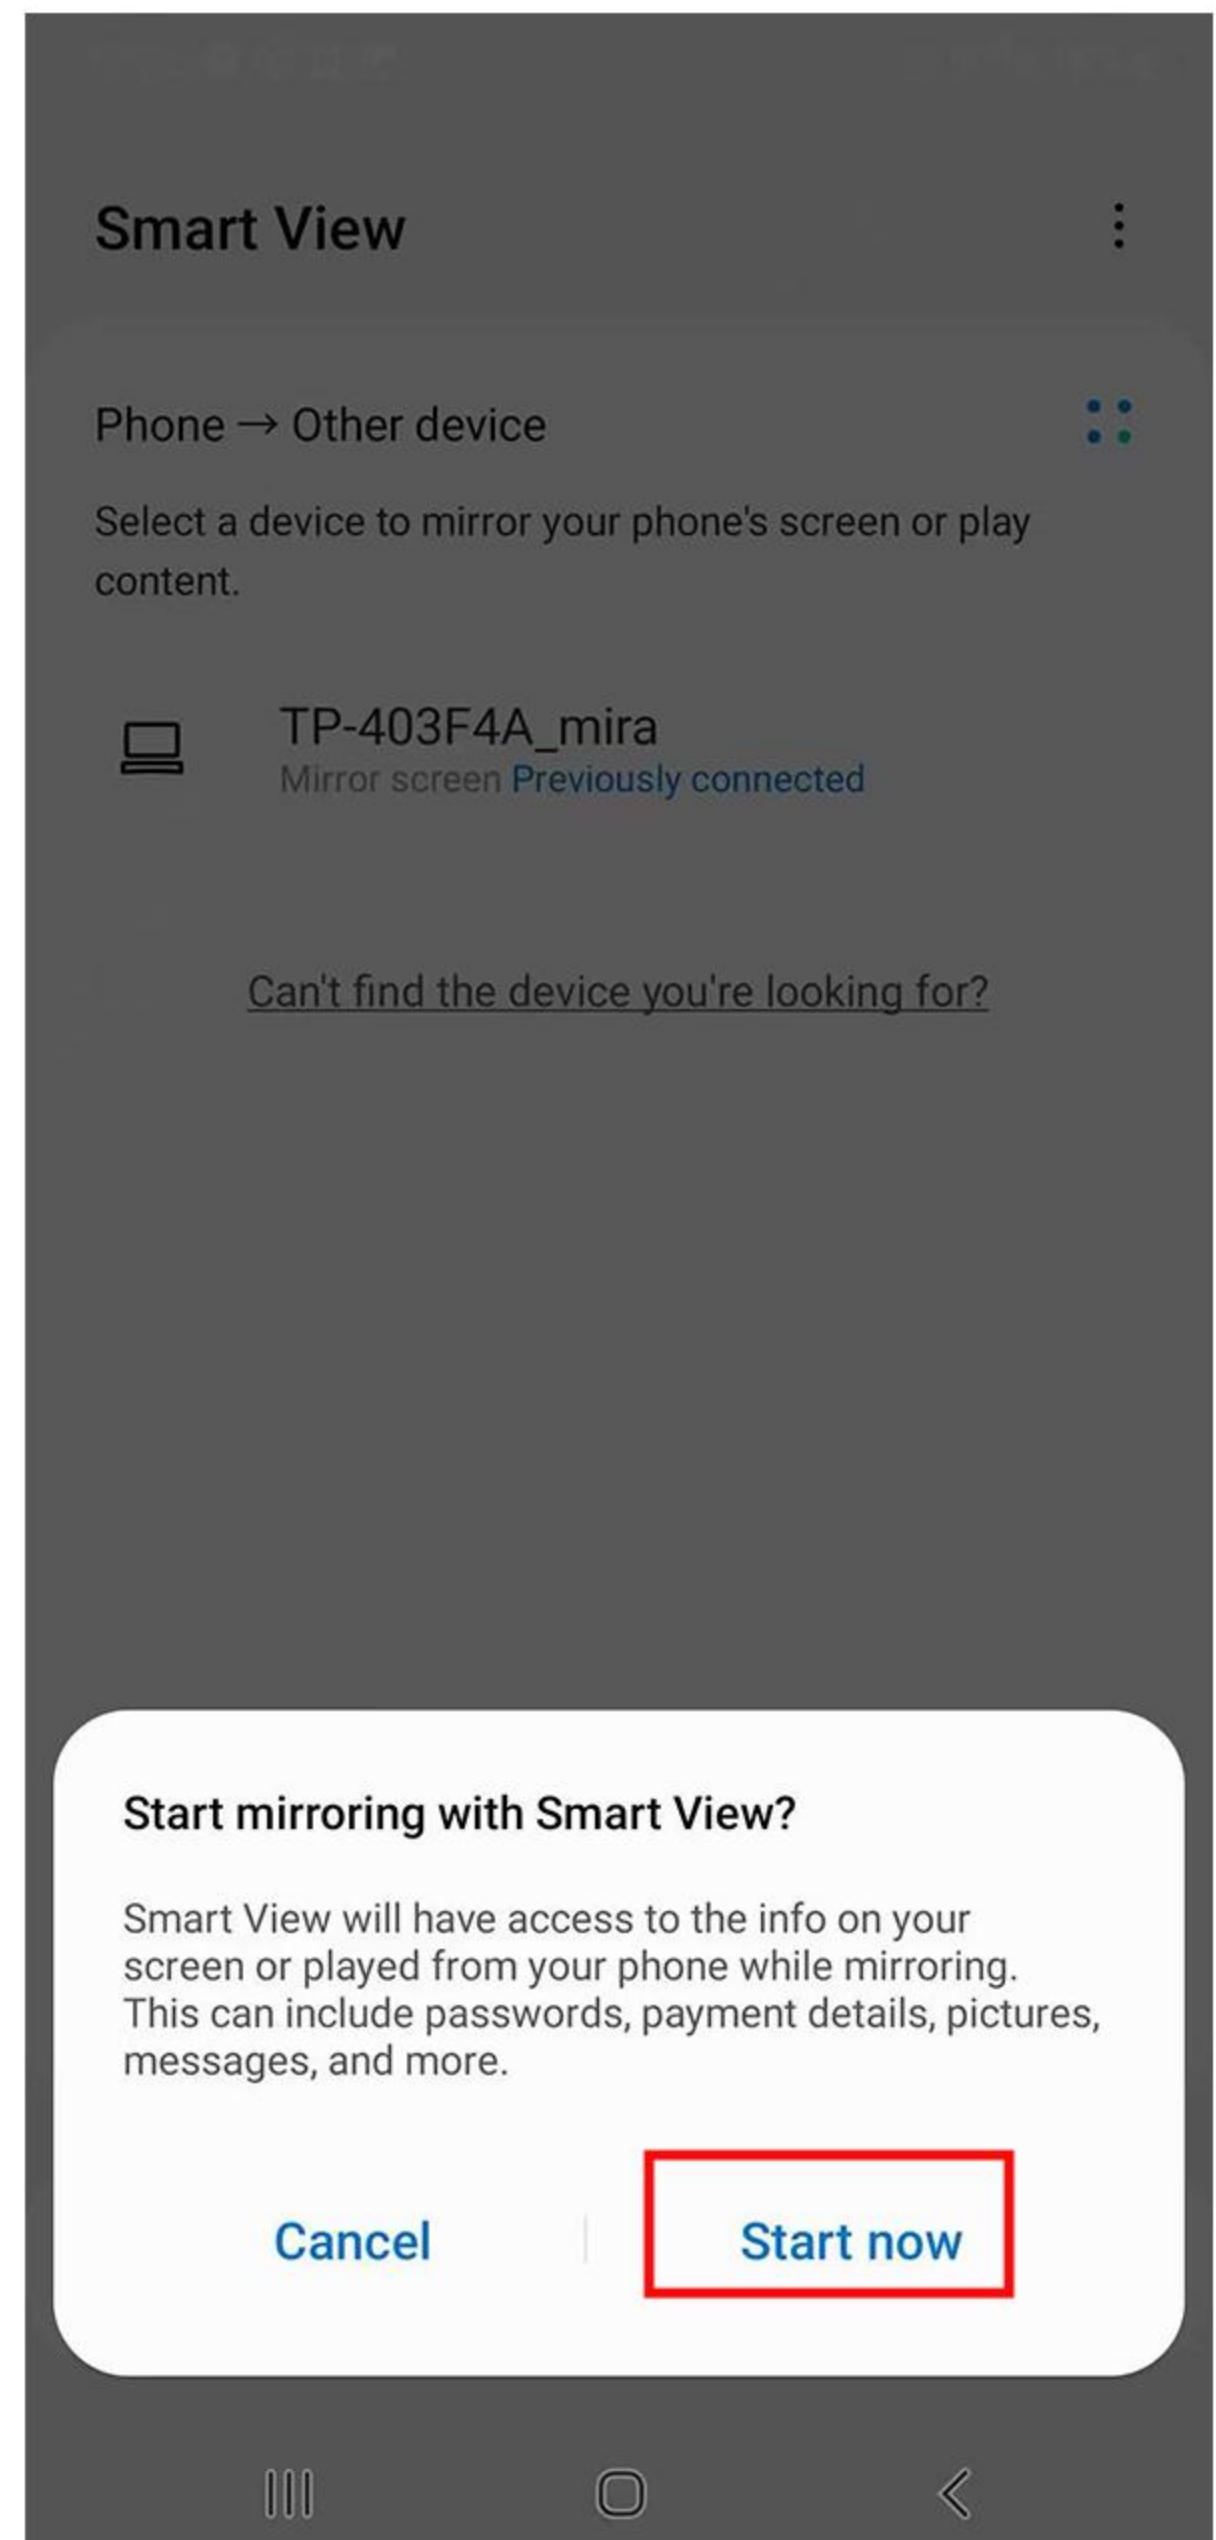 Smart View
Phone → Other device
Select a device to mirror your phone's screen or play
content.
TP-403F4A_mira
Mirror screen Previously connected
Can't find the device you're looking for?
Start mirroring with Smart View?
Smart View will have access to the info on your
screen or played from your phone while mirroring.
This can include passwords, payment details, pictures,
messages, and more.
Cancel
Start now